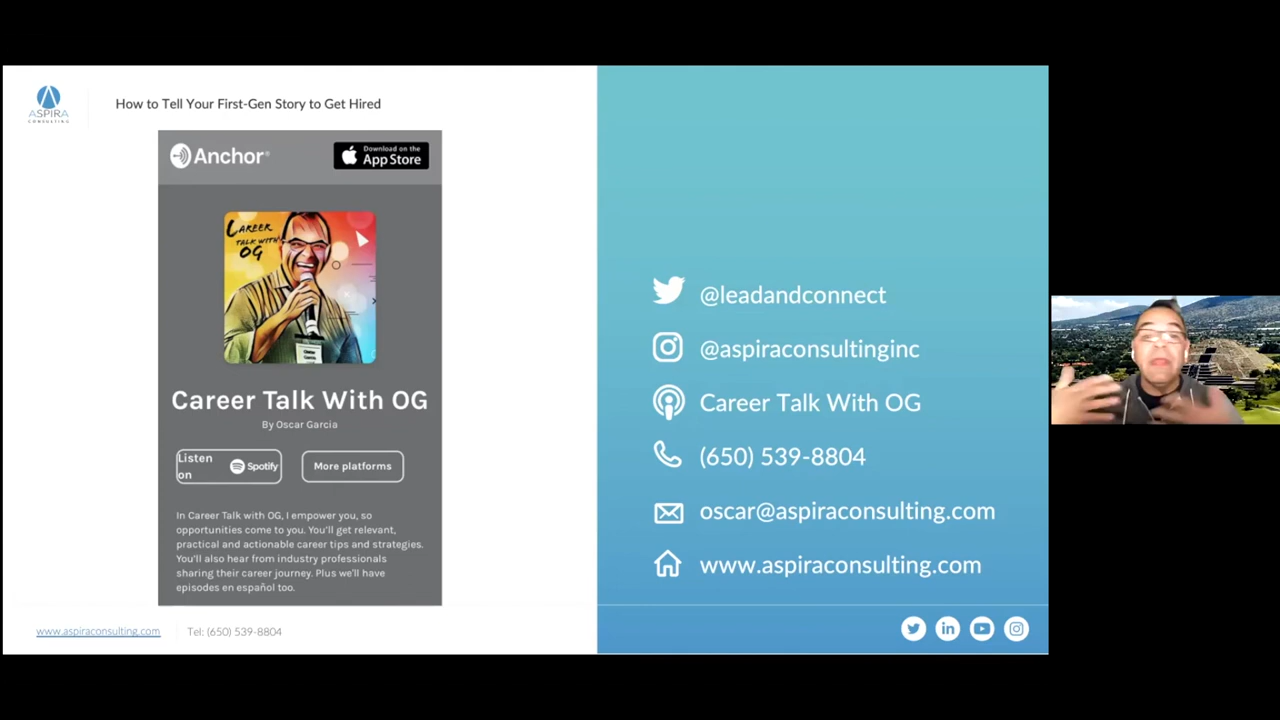 ASPIRA
CONSULTING
How to Tell Your First-Gen Story to Get Hired
Anchor®
Download on the
App Store
CAREER
TALK WITH
OG
Career Talk With OG
By Oscar Garcia
Listen
on
Spotify
More platforms
In Career Talk with OG, I empower you, so
opportunities come to you. You'll get relevant,
practical and actionable career tips and strategies.
You'll also hear from industry professionals
sharing their career journey. Plus we'll have
episodes en español too.
www.aspiraconsulting.com
Tel: (650) 539-8804
@leadandconnect
@aspiraconsultinginc
Career Talk With OG
(650) 539-8804
oscar@aspiraconsulting.com
www.aspiraconsulting.com
in